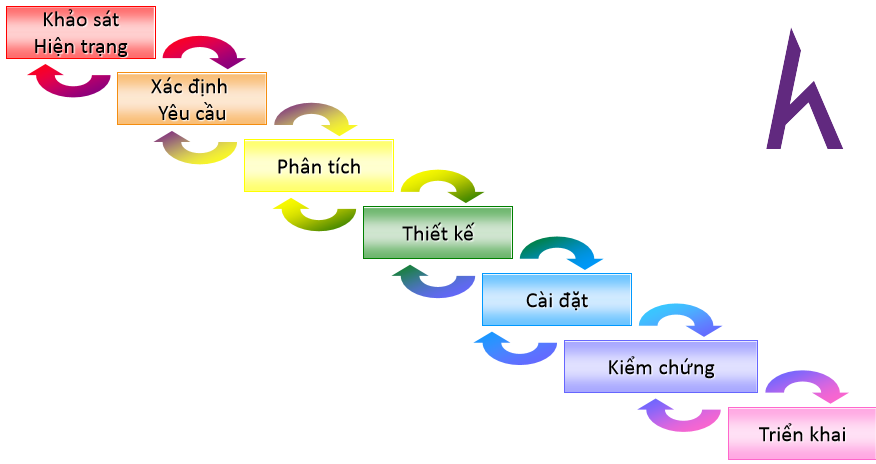 Khảo sát
Hiện trạng
Xác định
Yêu cầu
Phân tích
Thiết kế
Cài đặt
Kiểm chứng
Triển khai